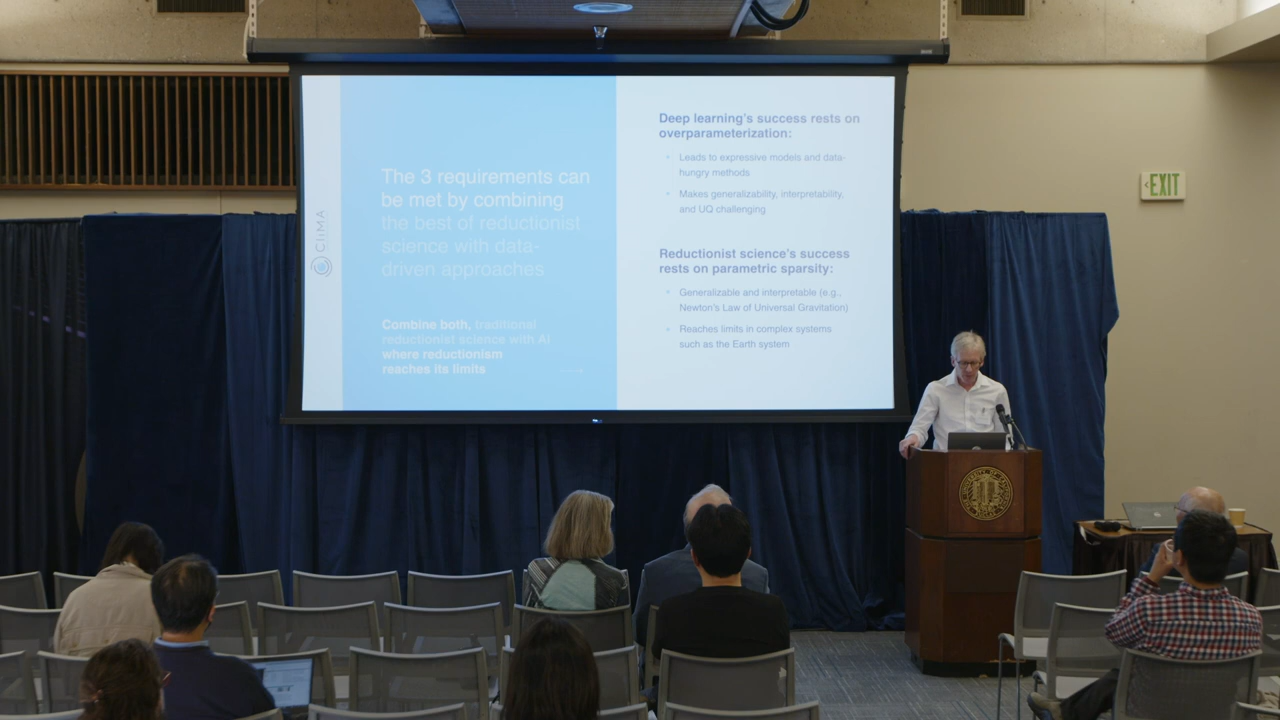 CliMA
The 3 requirements can
be met by combining
the best of reductionist
science with data-
driven approaches
Combine both, traditional
reductionist science with AI
where reductionism
reaches its limits
Deep learning's success rests on
overparameterization:
Leads to expressive models and data-
hungry methods
Makes generalizability, interpretability,
and UQ challenging
Reductionist science's success
rests on parametric sparsity:
Generalizable and interpretable (e.g.,
Newton's Law of Universal Gravitation)
Reaches limits in complex systems
such as the Earth system
EXIT